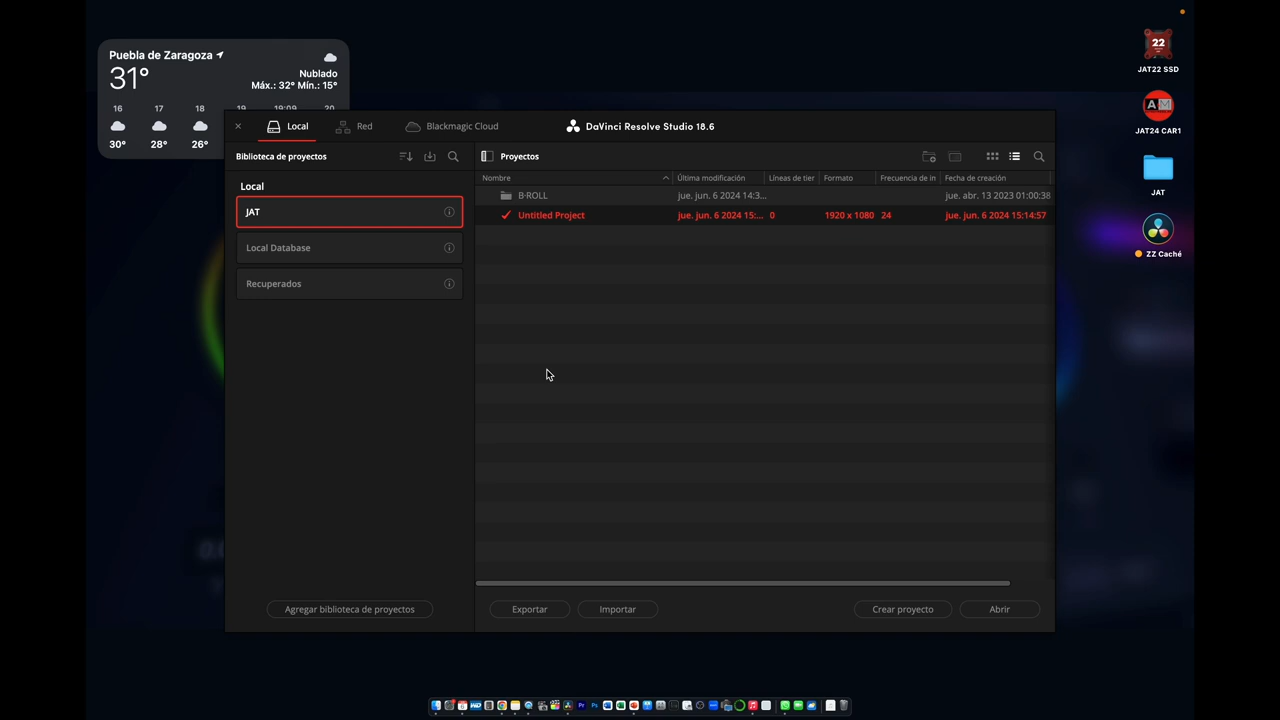 22
JAT22 SSD
Puebla de Zaragoza
31°
Nublado
Máx.: 32° Mín.: 15°
16 17 18 19 19:09 20
30° 28° 26°
JAT24 CAR1
JAT
ZZ Caché
Local Red Blackmagic Cloud DaVinci Resolve Studio 18.6
Biblioteca de proyectos
Proyectos
Nombre Última modificación Líneas de tier Formato Frecuencia de in Fecha de creación
Local
JAT
Local Database
Recuperados
B-ROLL jue. jun. 6 2024 14:3... jue. abr. 13 2023 01:00:38
Untitled Project jue. jun. 6 2024 15:... 0 1920 x 1080 24 jue. jun. 6 2024 15:14:57
Agregar biblioteca de proyectos
Exportar Importar Crear proyecto Abrir